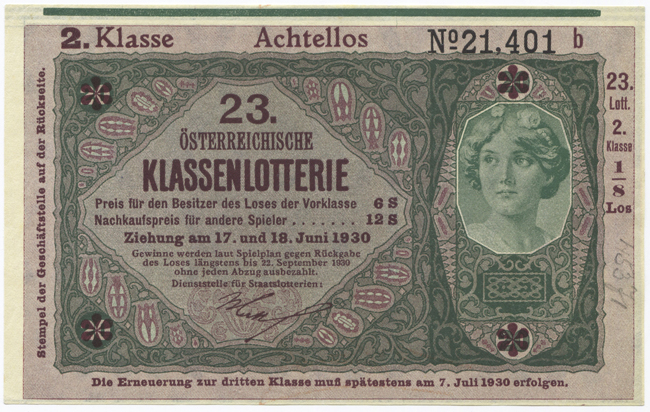 2. Klasse Achtellos № 21,401 b
23.
ÖSTERREICHISCHE
KLASSENLOTTERIE
Preis für den Besitzer des Loses der Vorklasse 6 S
Nachkaufspreis für andere Spieler ....... 12 S
Ziehung am 17. und 18. Juni 1930
Gewinne werden laut Spielplan gegen Rückgabe
des Loses längstens bis 22. September 1930
ohne jeden Abzug ausbezahlt.
Dienststelle für Staatslotterien:
23.
Lott.
2.
Klasse
1
8
Los
Stempel der Geschäftsstelle auf der Rückseite.
Die Erneuerung zur dritten Klasse muß spätestens am 7. Juli 1930 erfolgen.